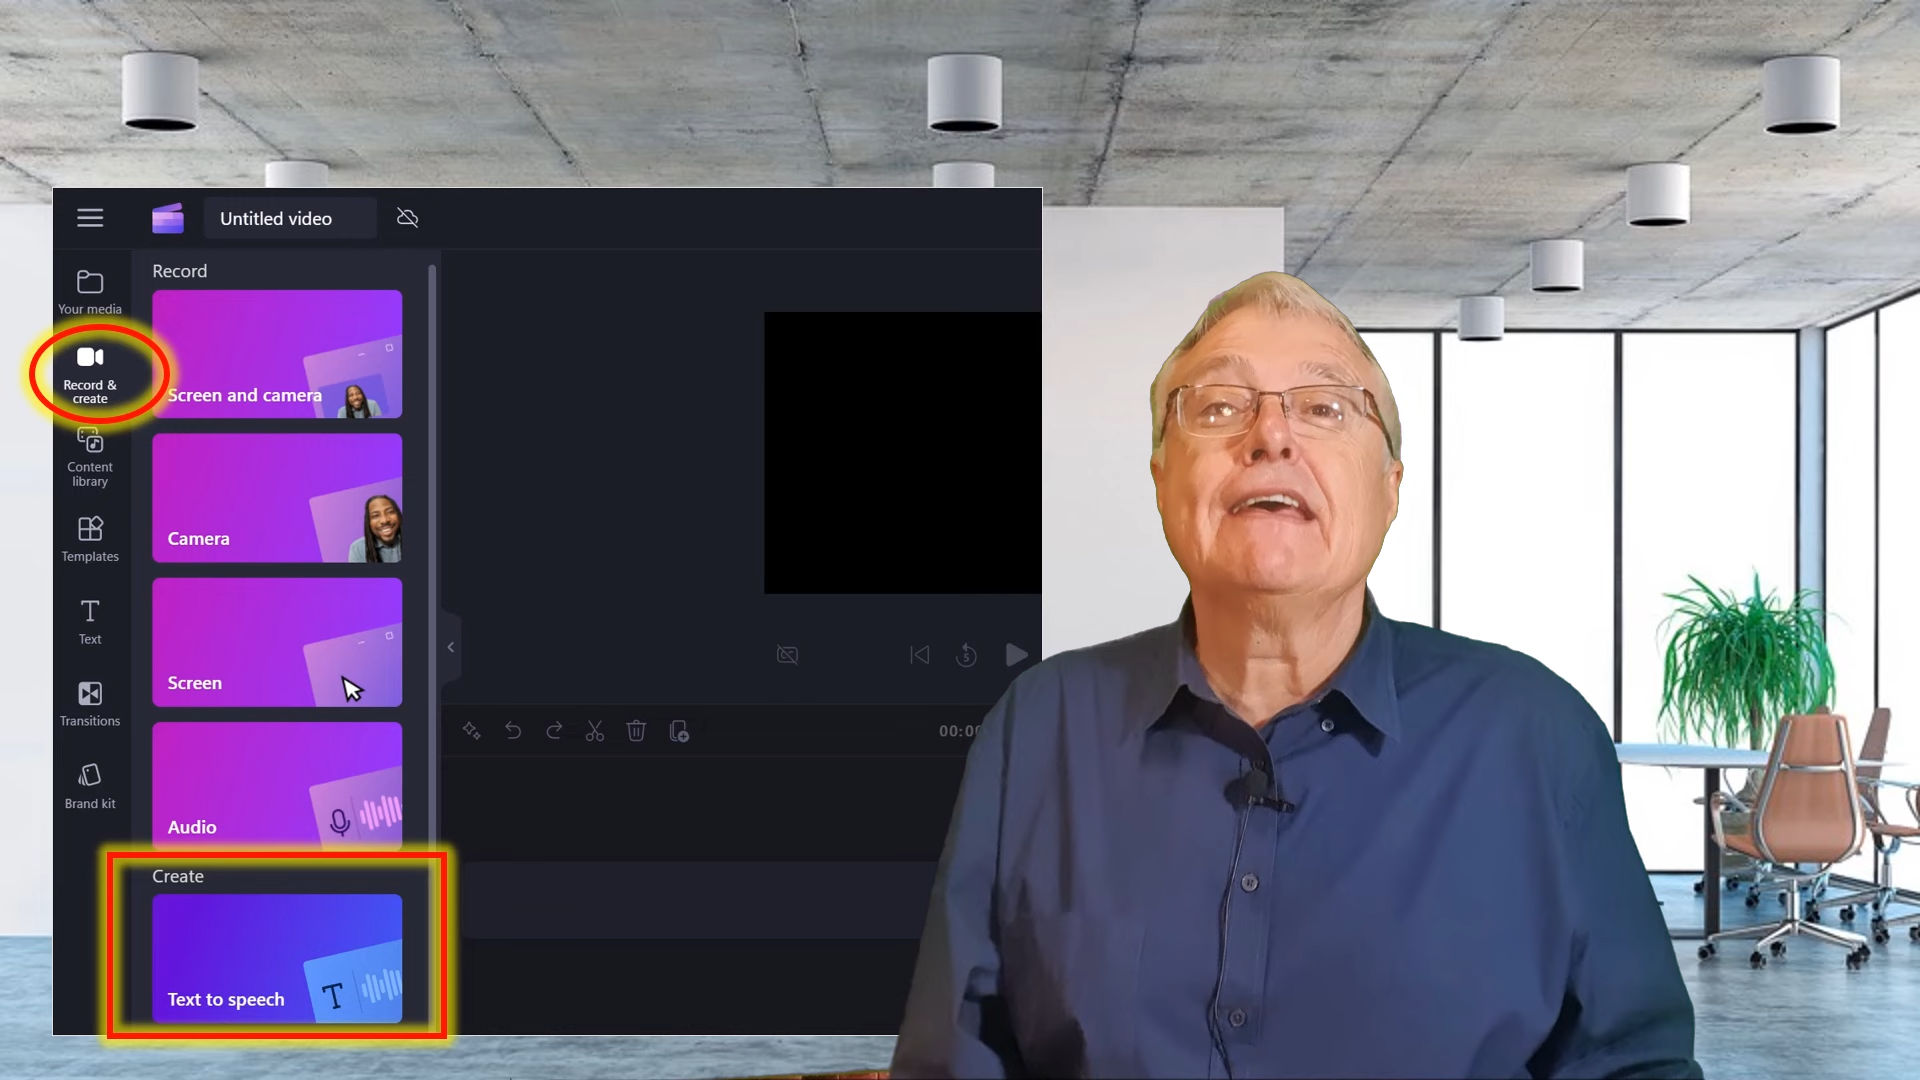 Untitled video
Your media
Record &
create
Content
library
Templates
Text
Transitions
Brand kit
Record
Screen and camera
Camera
Screen
Audio
Create
T
Text to speech
5